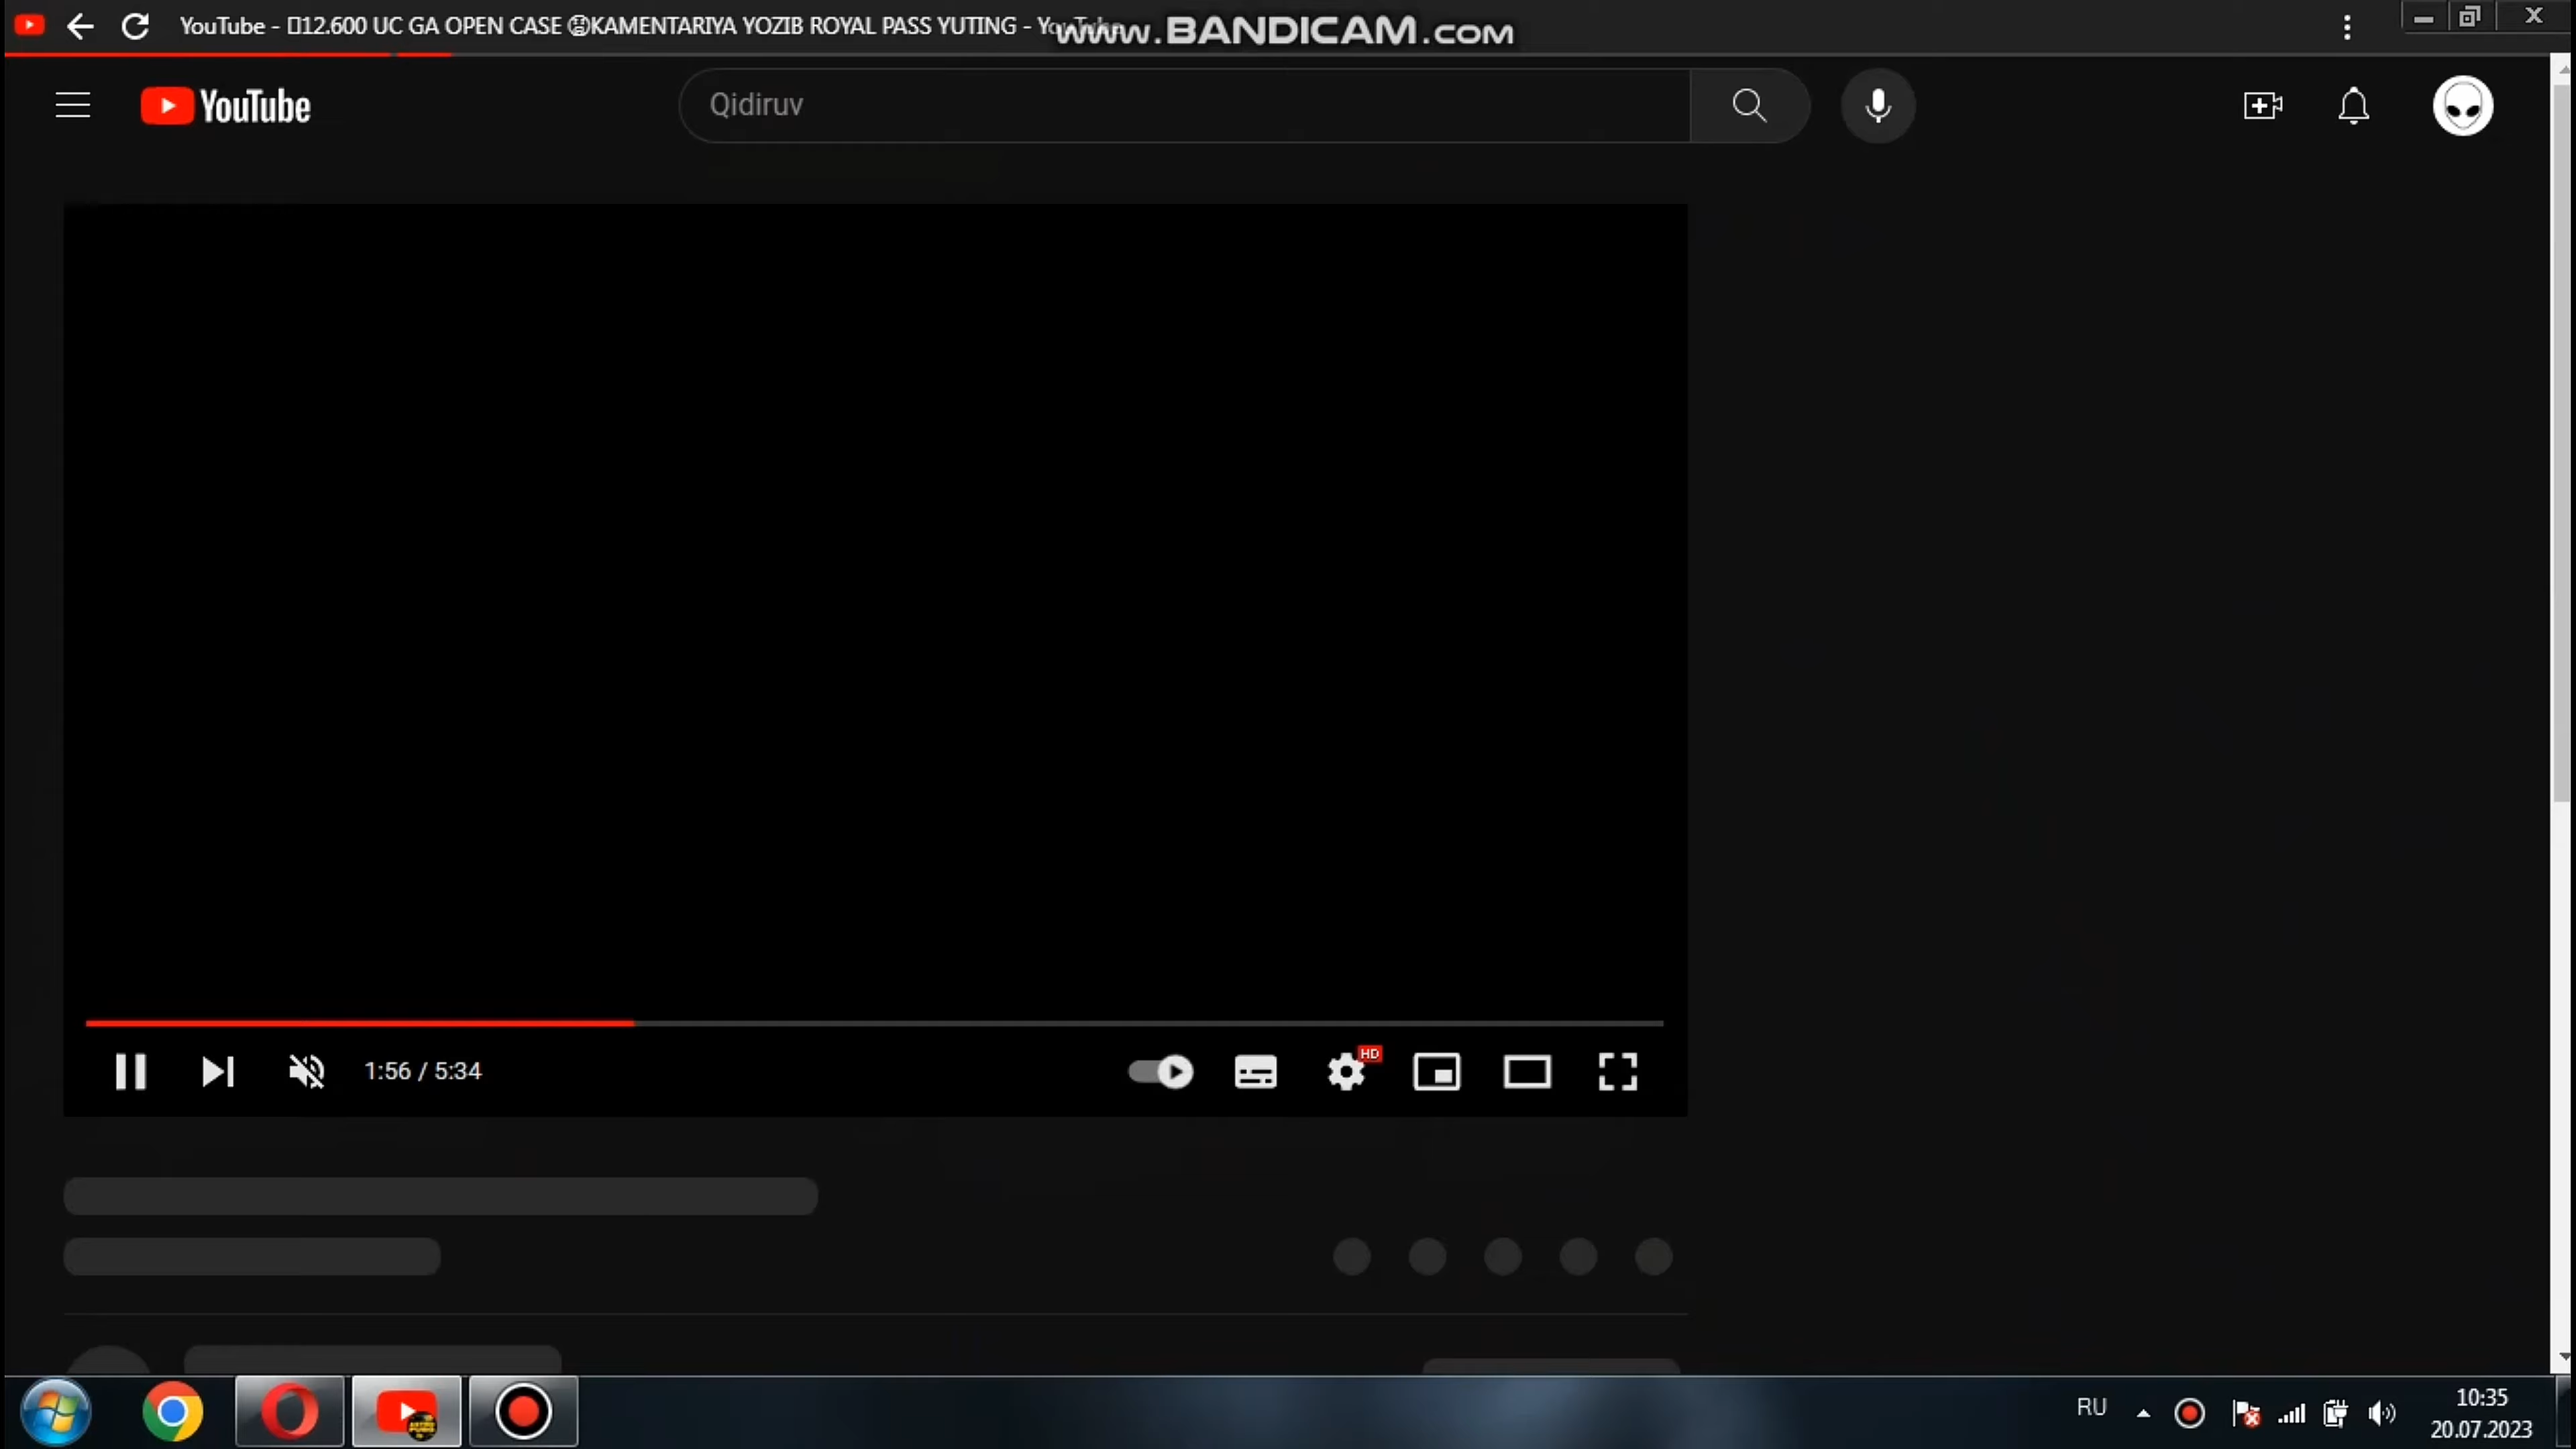 YouTube - 12.600 UC GA OPEN CASE 😨KAMENTARIYA YOZIB ROYAL PASS YUTING - YouTube
www.BANDICAM.com
YouTube
Qidiruv
1:56 / 5:34
HD
RU
10:35
20.07.2023